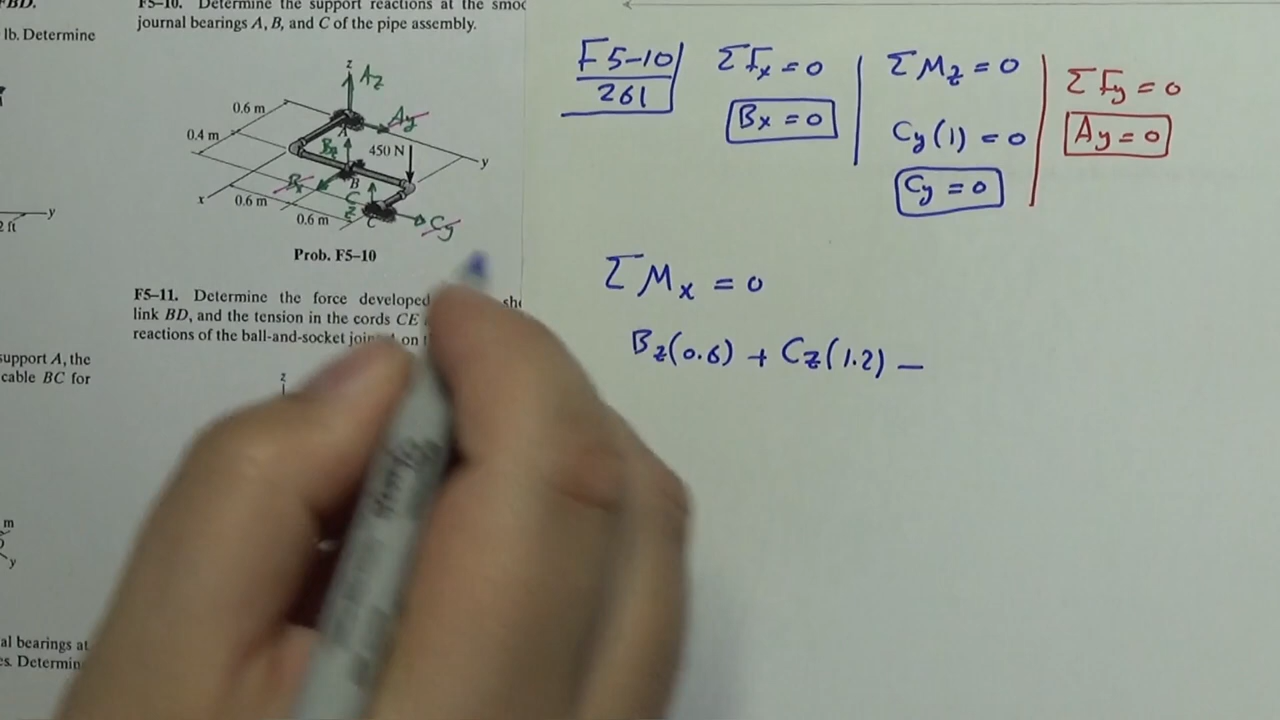 FBD.
lb. Determine
y
2 ft
support A, the
cable BC for
m
y
al bearings at
es. Determin
F5–10. Determine the support reactions at the smoo
journal bearings A, B, and C of the pipe assembly.
z
Az
0.6 m
Ay
A
0.4 m
450 N
Bz
y
Bx
B
x
0.6 m
Cz
0.6 m
C
Cy
Prob. F5–10
F5–11. Determine the force developed
link BD, and the tension in the cords CE
reactions of the ball-and-socket joint A on
z
F5-10
261
ΣFx = 0
Bx = 0
ΣMz = 0
Cy(1) = 0
Cy = 0
ΣFy = 0
Ay = 0
ΣMx = 0
Bz(0.6) + Cz(1.2) –